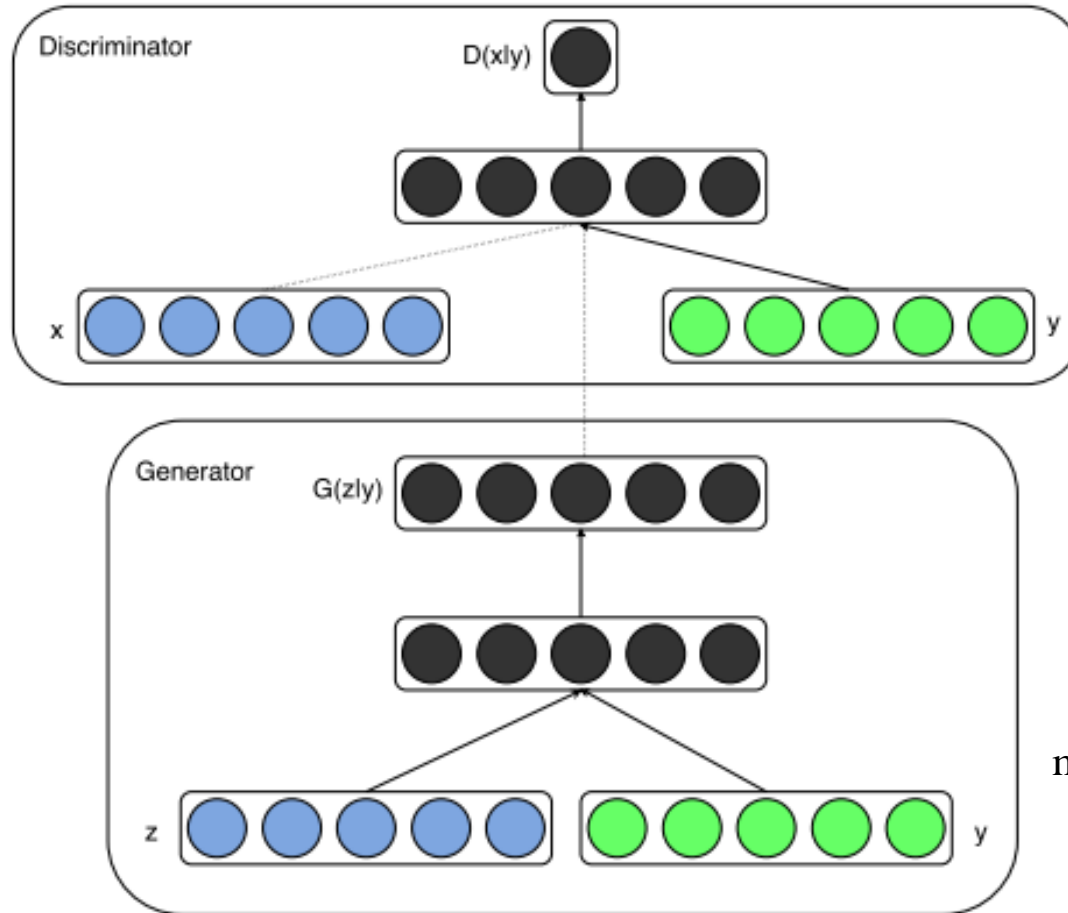 Discriminator
D(x|y)
x
y
Generator
G(z|y)
z
y
n